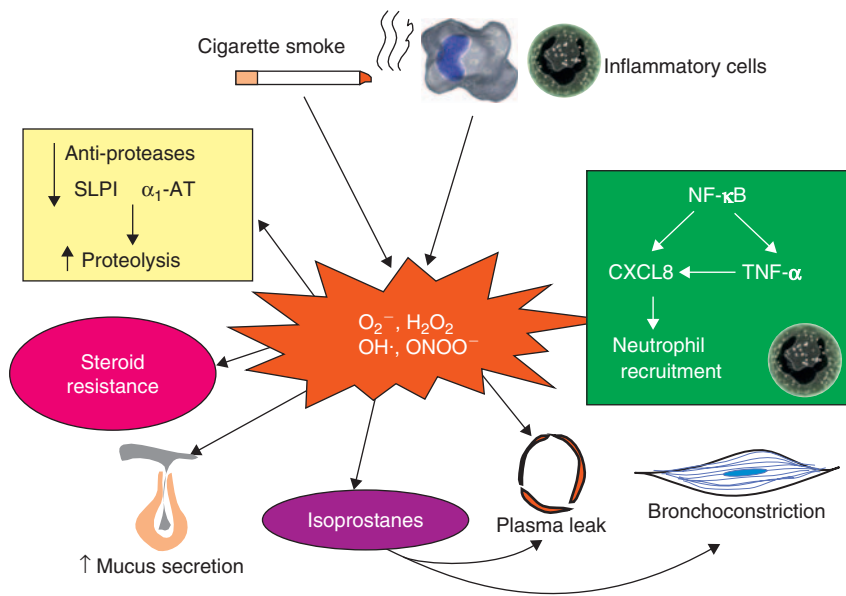 Cigarette smoke
Inflammatory cells
↓ Anti-proteases
SLPI α₁-AT
↑ Proteolysis
NF-κB
CXCL8 TNF-α
Neutrophil
recruitment
O₂⁻, H₂O₂
OH·, ONOO⁻
Steroid
resistance
Isoprostanes
Plasma leak
Bronchoconstriction
↑ Mucus secretion